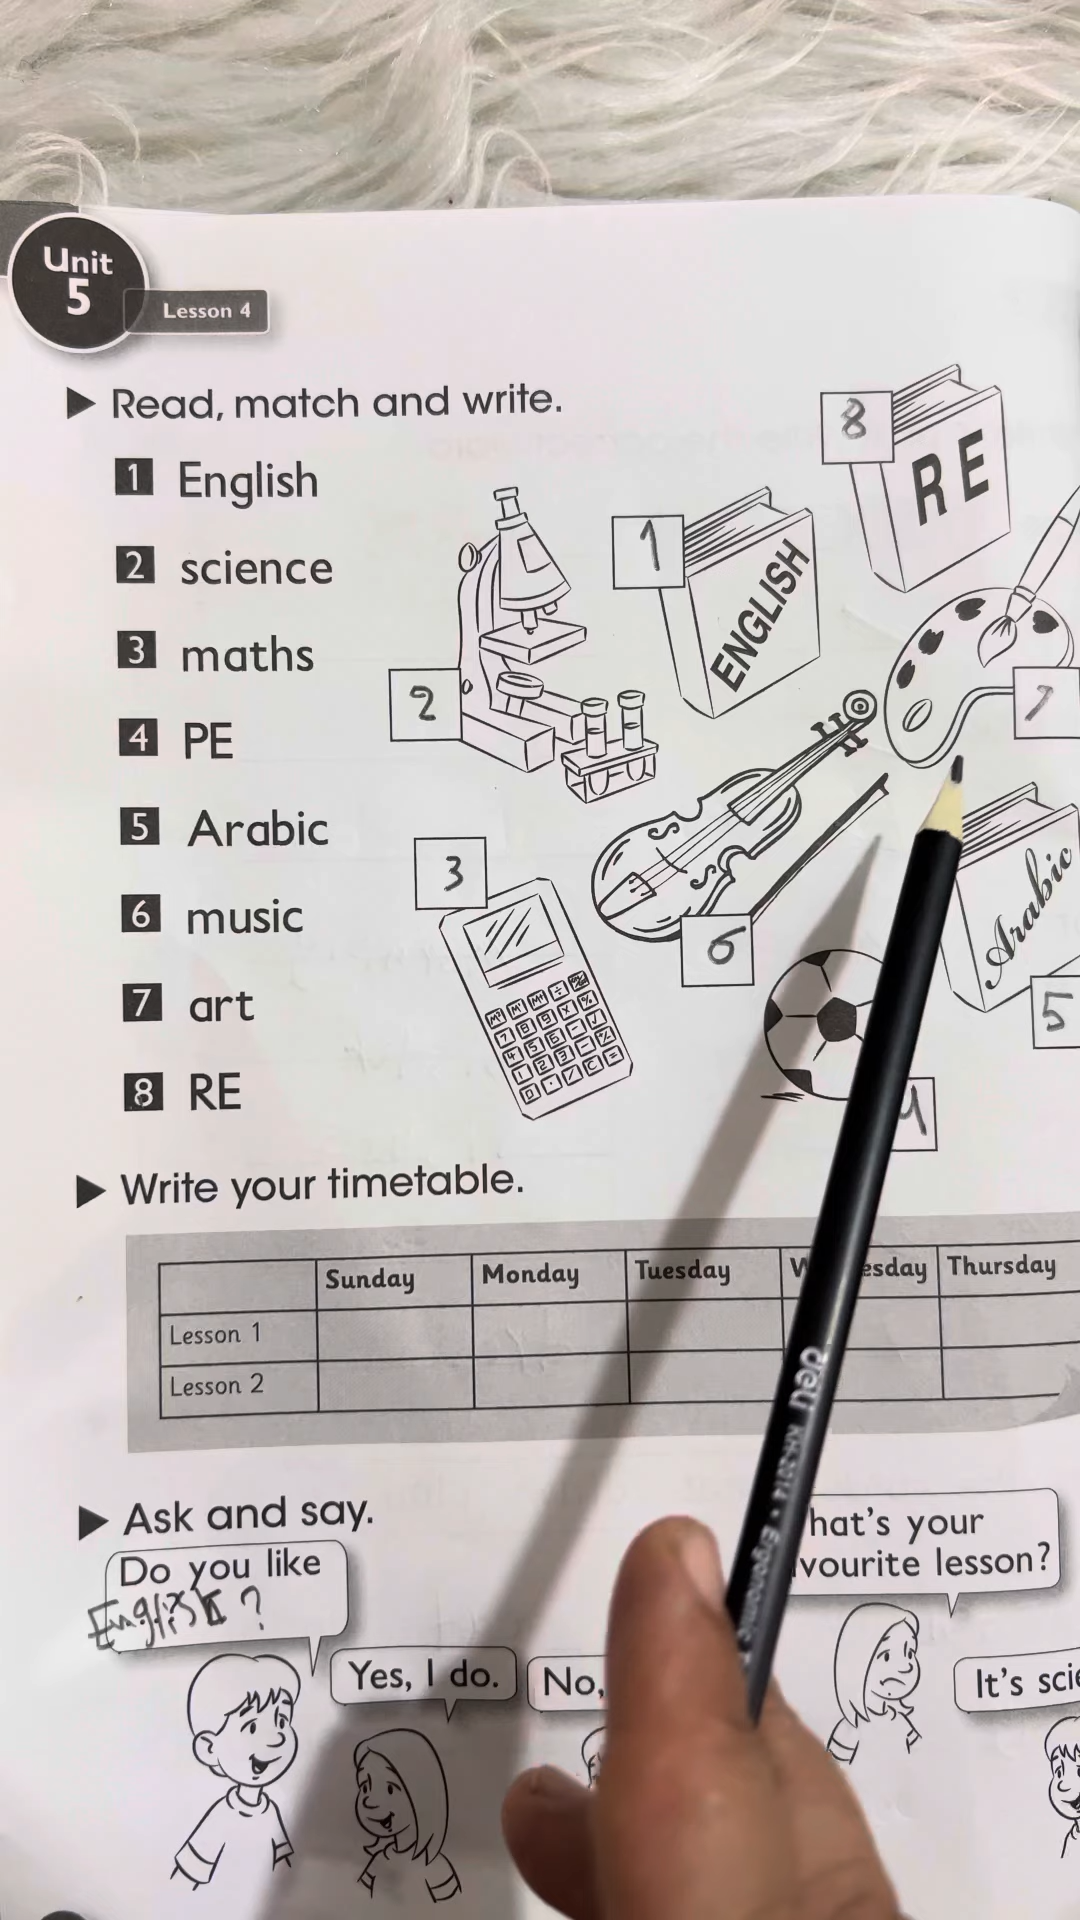 Unit
5
Lesson 4
Read, match and write.
1 English
2 science
3 maths
4 PE
5 Arabic
6 music
7 art
8 RE
8
RE
1
ENGLISH
2
7
3
6
Arabic
5
4
Write your timetable.
Sunday Monday Tuesday Thursday
Lesson 1
Lesson 2
deli
Ask and say.
Do you like
English?
Yes, I do.
No,
your
lesson?
It's